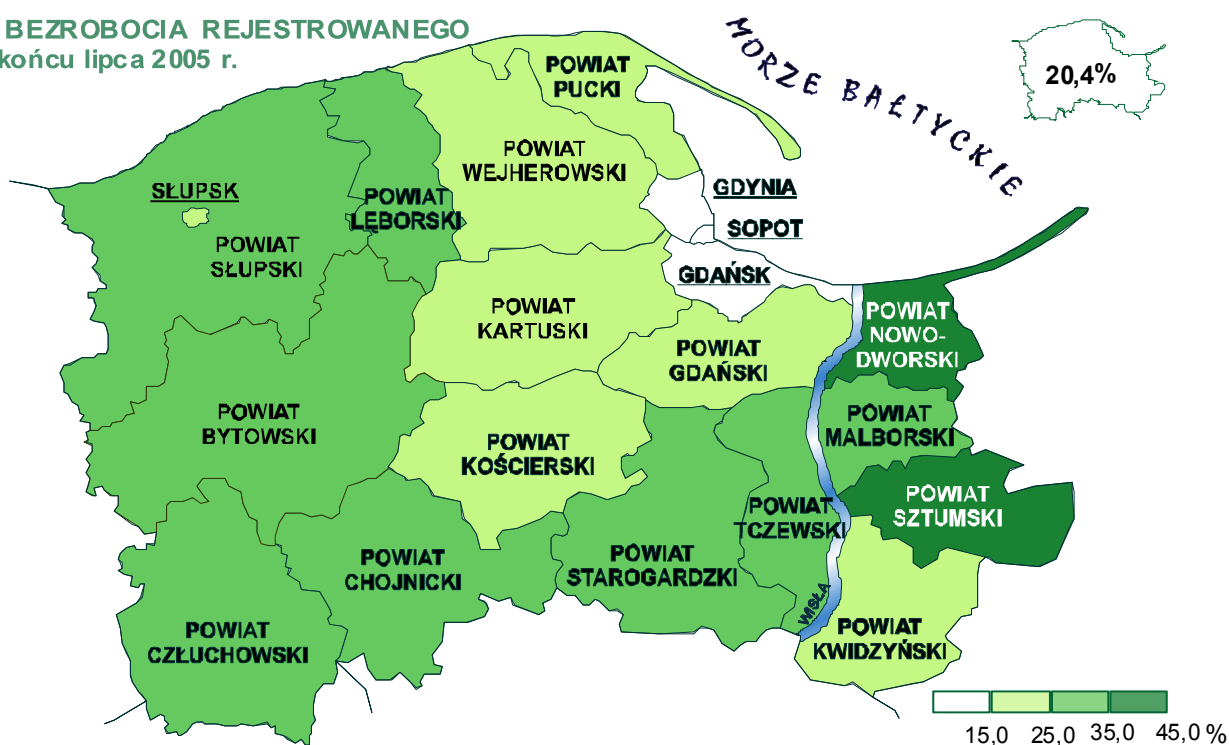 BEZROBOCIA REJESTROWANEGO
końcu lipca 2005 r.
MORZE BAŁTYCKIE
20,4%
POWIAT
PUCKI
POWIAT
WEJHEROWSKI
SŁUPSK
POWIAT
LĘBORSKI
GDYNIA
SOPOT
POWIAT
SŁUPSKI
GDAŃSK
POWIAT
KARTUSKI
POWIAT
NOWO-
DWORSKI
POWIAT
GDAŃSKI
POWIAT
BYTOWSKI
POWIAT
MALBORSKI
POWIAT
KOŚCIERSKI
POWIAT
SZTUMSKI
POWIAT
TCZEWSKI
POWIAT
CHOJNICKI
POWIAT
STAROGARDZKI
WISŁA
POWIAT
CZŁUCHOWSKI
POWIAT
KWIDZYŃSKI
15,0 25,0 35,0 45,0 %